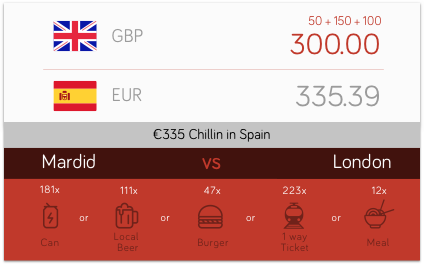 50 + 150 + 100
GBP 300.00
EUR 335.39
€335 Chillin in Spain
Mardid VS London
181x 111x 47x 223x 12x
or or or or
Can Local Beer Burger 1 way Ticket Meal